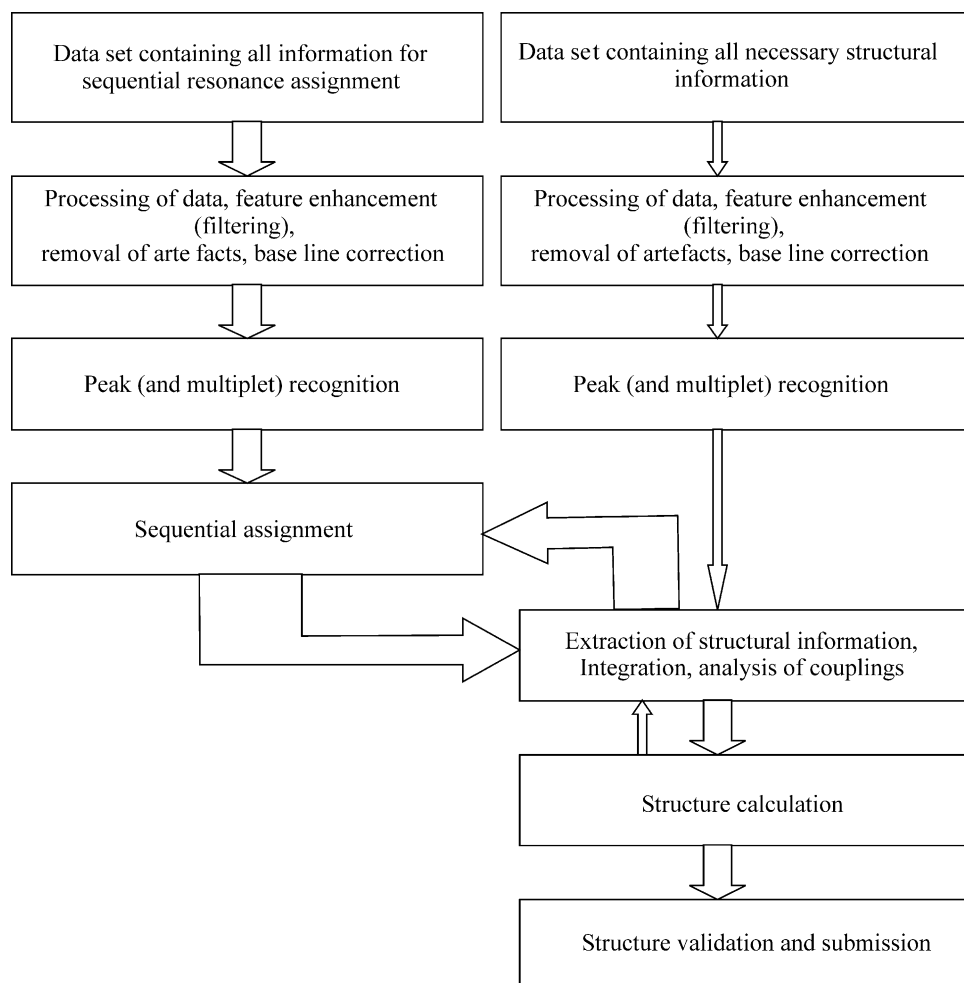 Data set containing all information for
sequential resonance assignment
Data set containing all necessary structural
information
Processing of data, feature enhancement
(filtering),
removal of arte facts, base line correction
Processing of data, feature enhancement
(filtering),
removal of artefacts, base line correction
Peak (and multiplet) recognition
Peak (and multiplet) recognition
Sequential assignment
Extraction of structural information,
Integration, analysis of couplings
Structure calculation
Structure validation and submission